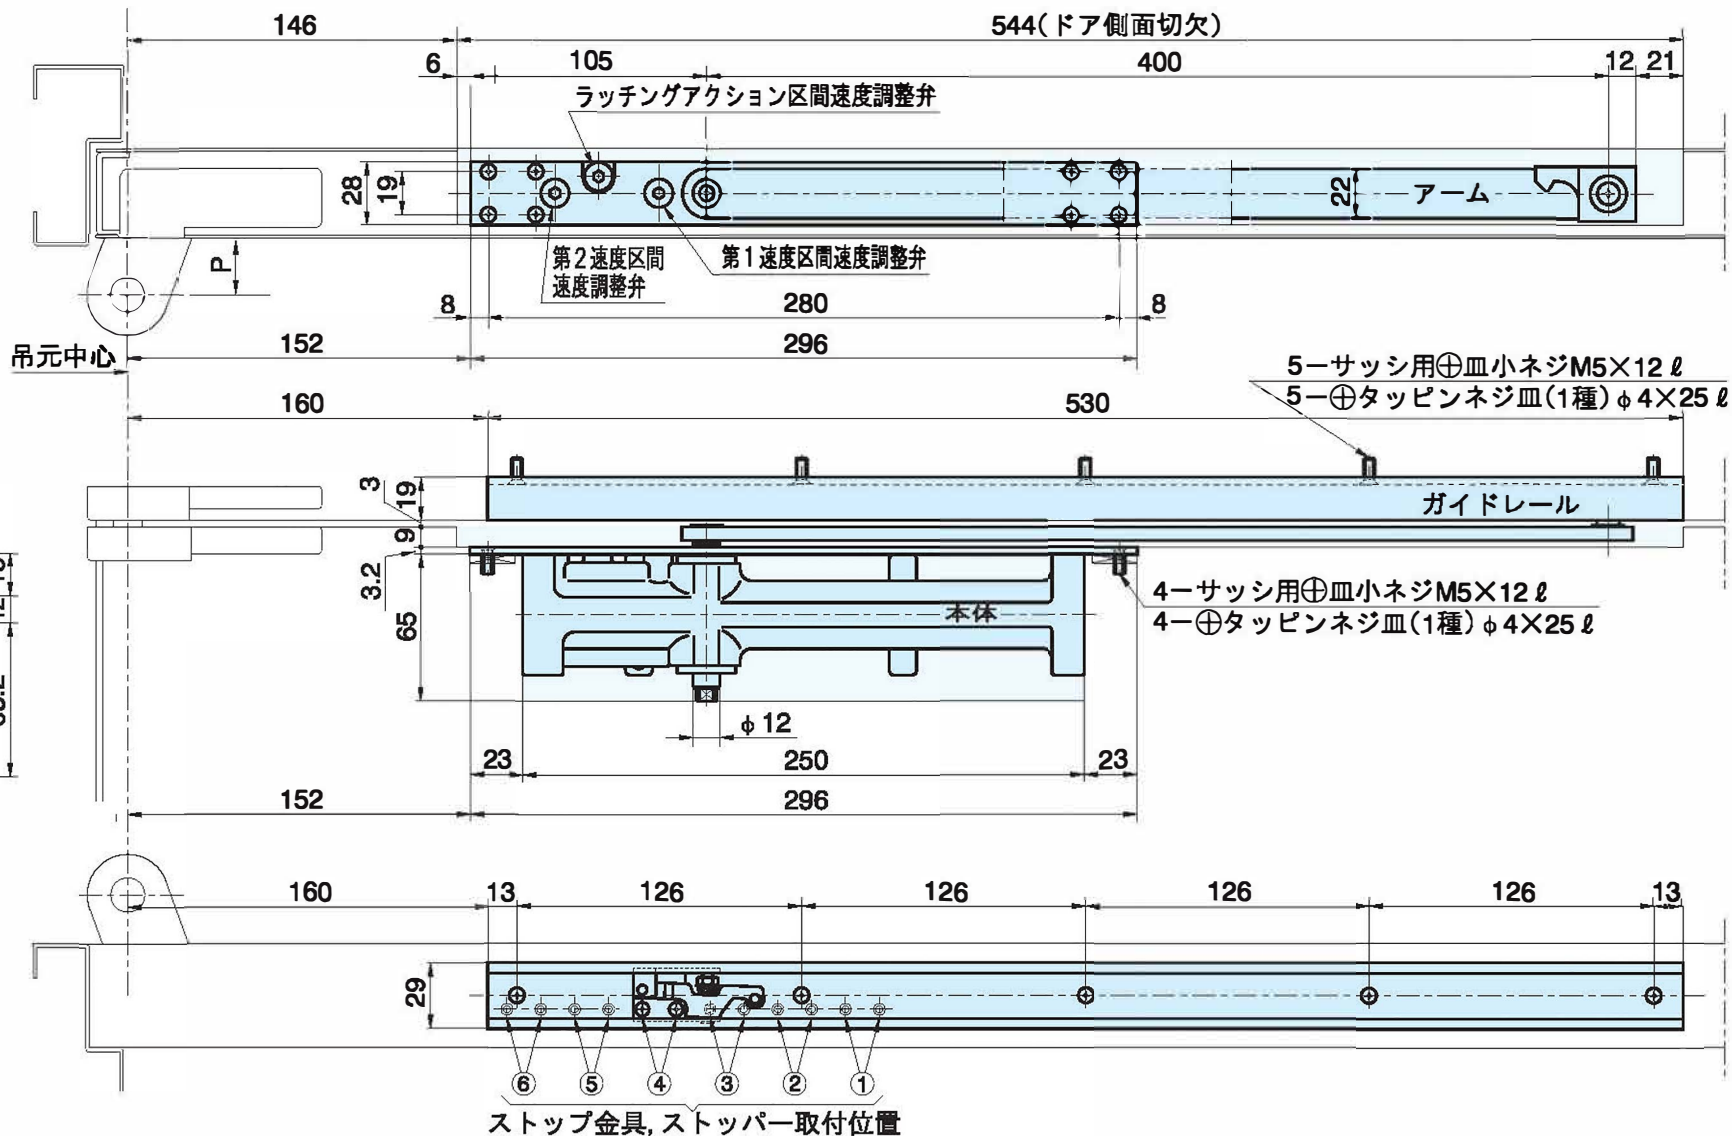 146
544(ドア側面切欠)
6
105
400
12
21
ラッチングアクション区間速度調整弁
28
19
22
アーム
P
第2速度区間
速度調整弁
第1速度区間速度調整弁
8
280
8
吊元中心
152
296
5ーサッシ用⊕皿小ネジM5×12ℓ
5ー⊕タッピンネジ皿(1種)φ4×25ℓ
160
530
3
19
ガイドレール
9
3.2
65
本体
4ーサッシ用⊕皿小ネジM5×12ℓ
4ー⊕タッピンネジ皿(1種)φ4×25ℓ
φ12
23
250
23
152
296
160
13
126
126
126
126
13
29
⑥
⑤
④
③
②
①
ストップ金具,ストッパー取付位置